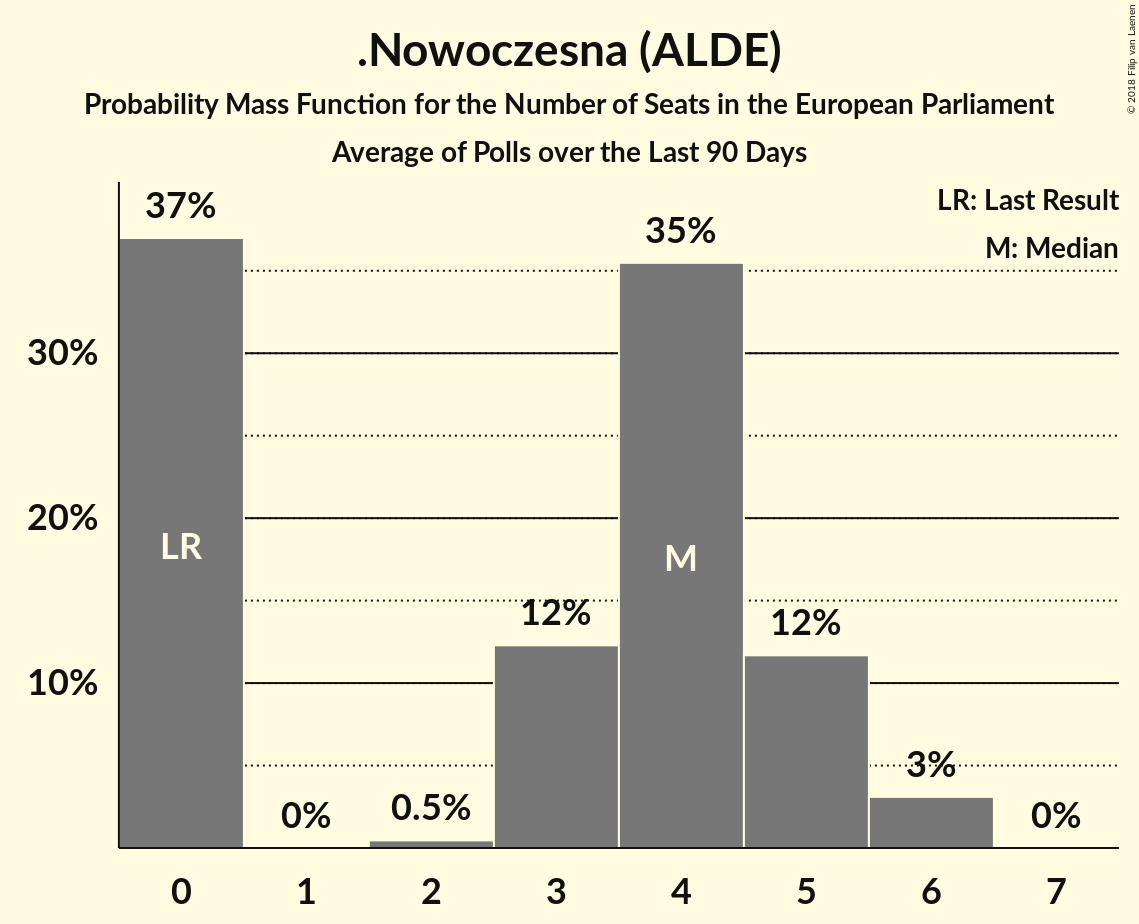 .Nowoczesna (ALDE)
Probability Mass Function for the Number of Seats in the European Parliament
Average of Polls over the Last 90 Days
© 2018 Filip van Laenen
LR: Last Result
M: Median
37%
35%
30%
20%
10%
LR
M
12%
12%
3%
0%
0.5%
0%
0 1 2 3 4 5 6 7